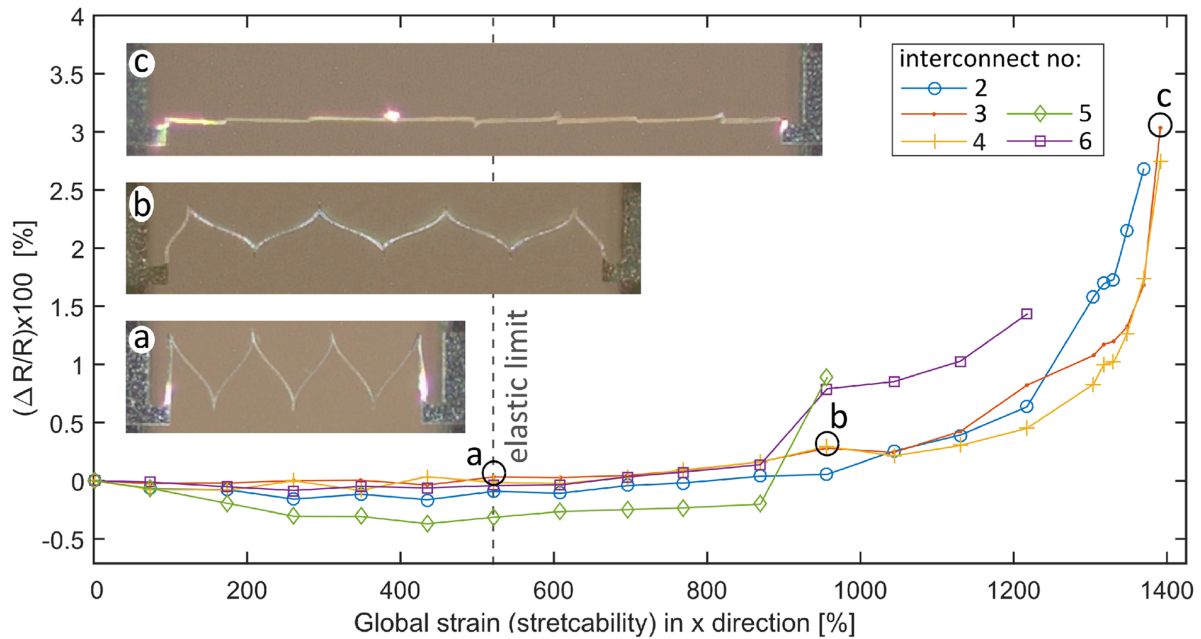 4
3.5
3
2.5
2
1.5
1
0.5
0
-0.5
(ΔR/R)x100 [%]
c
b
a
elastic limit
interconnect no:
2
3 5
4 6
a
b
c
0 200 400 600 800 1000 1200 1400
Global strain (stretcability) in x direction [%]